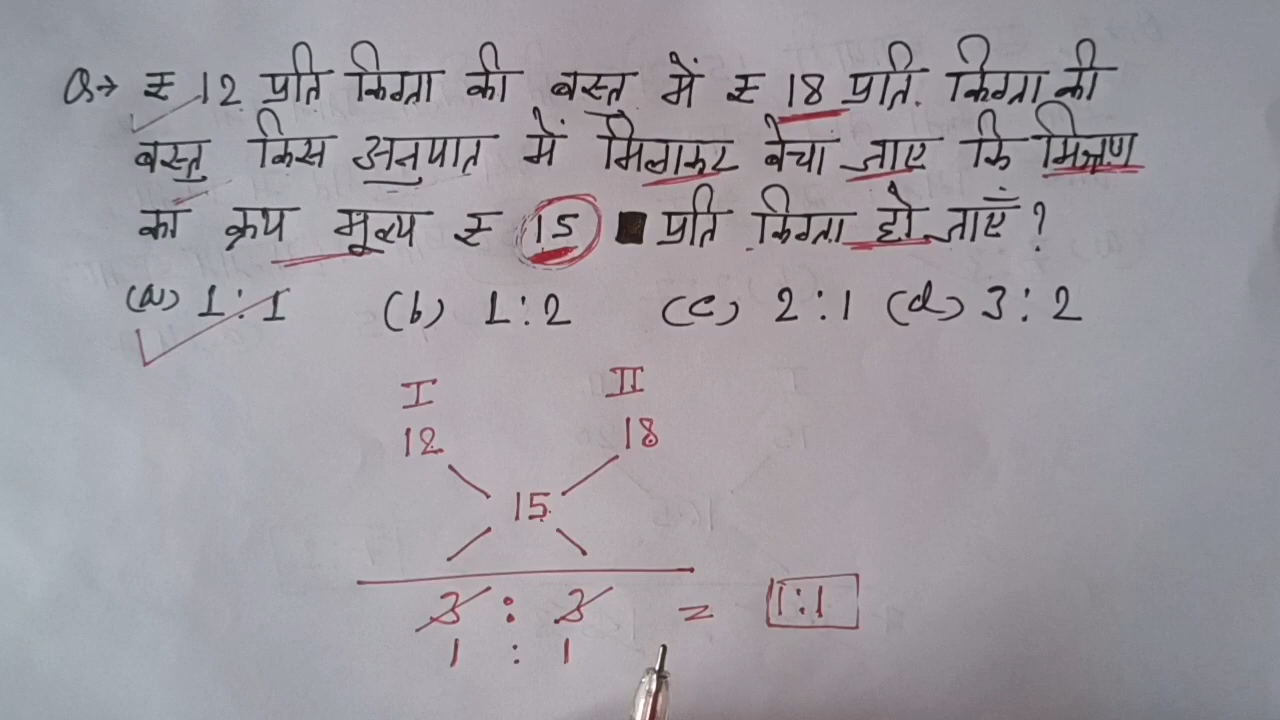 Q→ ₹ 12 प्रति किग्रा की वस्तु में ₹ 18 प्रति. किग्रा की
वस्तु किस अनुपात में मिलाकर बेचा जाए कि मिश्रण
का क्रय मूल्य ₹ 15 प्रति किग्रा हो जाएँ ?
(a) 1:1 (b) 1:2 (c) 2:1 (d) 3:2
I II
12 18
15
3 : 3 = 1:1
1 : 1